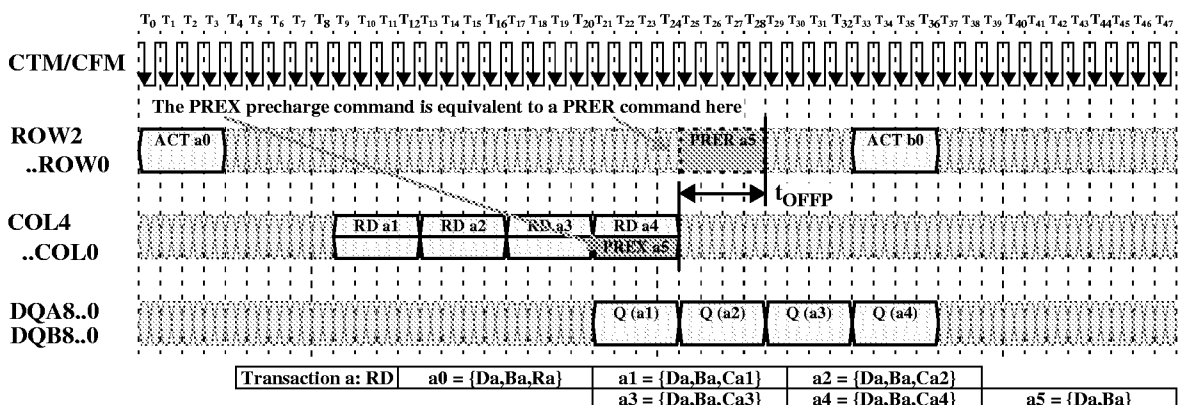 T0 T1 T2 T3 T4 T5 T6 T7 T8 T9 T10 T11 T12 T13 T14 T15 T16 T17 T18 T19 T20 T21 T22 T23 T24 T25 T26 T27 T28 T29 T30 T31 T32 T33 T34 T35 T36 T37 T38 T39 T40 T41 T42 T43 T44 T45 T46 T47
CTM/CFM
The PREX precharge command is equivalent to a PRER command here
ROW2
..ROW0
ACT a0 PRER a5 ACT b0
tOFFP
COL4
..COL0
RD a1 RD a2 RD a3 RD a4
PREX a5
DQA8..0
DQB8..0
Q (a1) Q (a2) Q (a3) Q (a4)
Transaction a: RD a0 = {Da,Ba,Ra} a1 = {Da,Ba,Ca1} a2 = {Da,Ba,Ca2}
a3 = {Da,Ba,Ca3} a4 = {Da,Ba,Ca4} a5 = {Da,Ba}